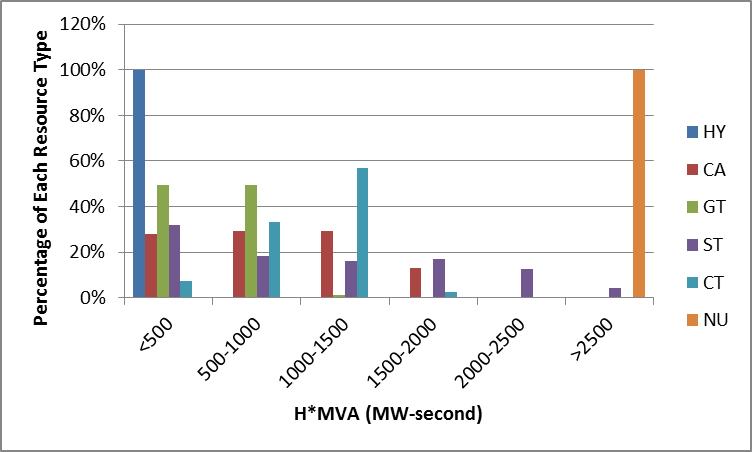 Percentage of Each Resource Type
120%
100%
80%
60%
40%
20%
0%
<500
500-1000
1000-1500
1500-2000
2000-2500
>2500
H*MVA (MW-second)
HY
CA
GT
ST
CT
NU